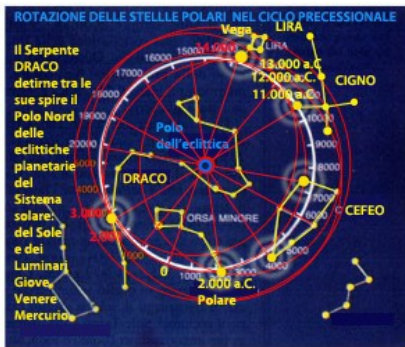 ROTAZIONE DELLE STELLLE POLARI NEL CICLO PRECESSIONALE
Il Serpente
DRACO
detirne tra le
sue spire il
Polo Nord
delle
eclittiche
planetarie
del
Sistema
solare:
del Sole
e dei
Luminari
Giove
Venere
Mercurio
Vega
LIRA
LIRA
14.000
13.000 a.C.
12.000 a.C.
11.000 a.C.
CIGNO
15000
16000
17000
18000
19000
20000
9000
8000
7000
6000
5000
4000
3000
1000
0
Polo
dell'eclittica
DRACO
ORSA MINORE
CEFEO
3.000
2.000 a.C.
Polare